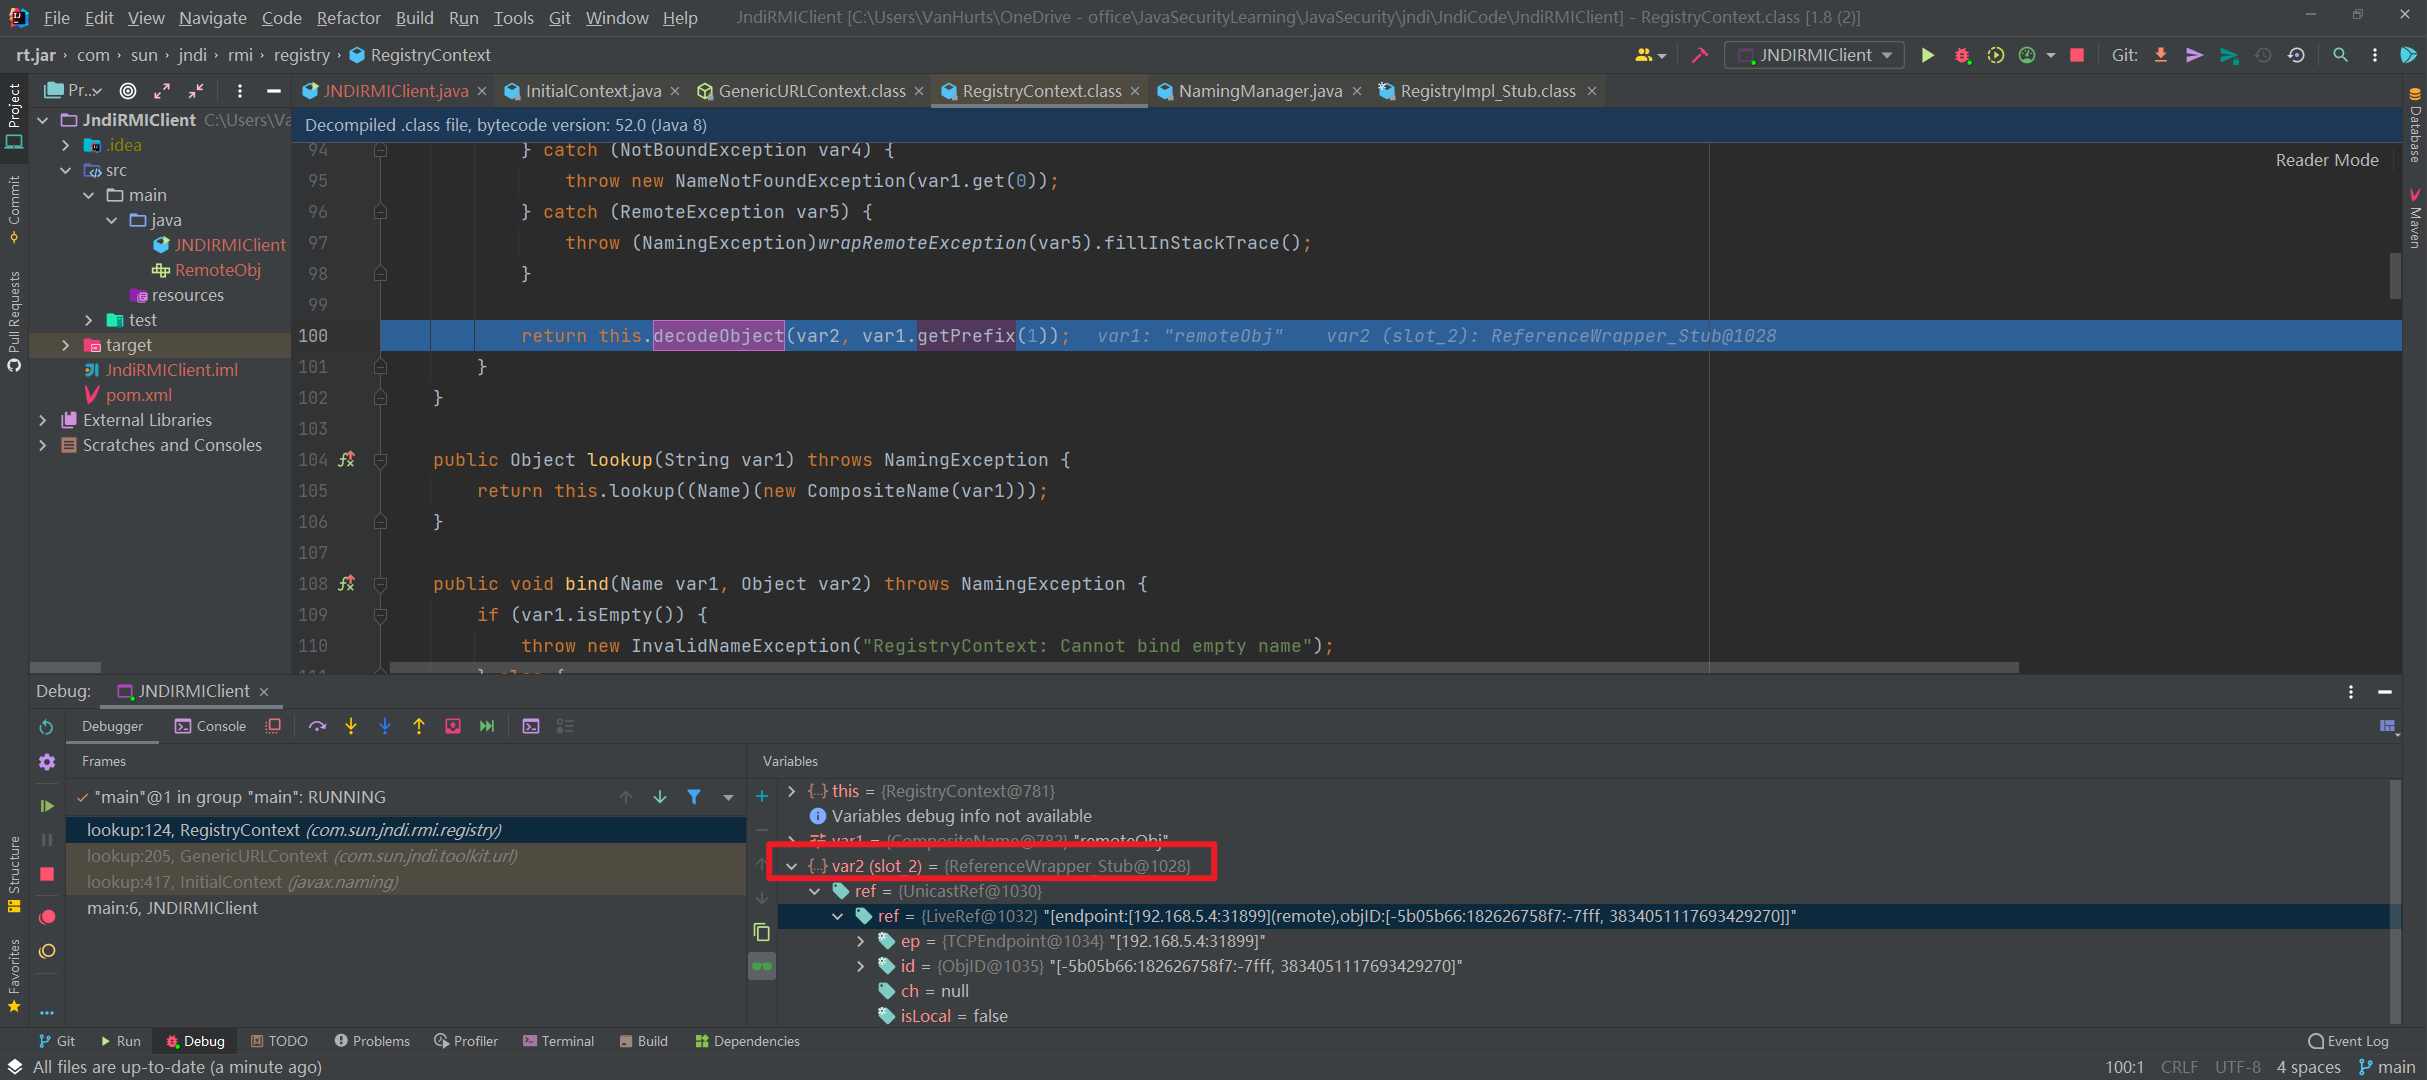 File Edit View Navigate Code Refactor Build Run Tools Git Window Help JndiRMIClient [C:\Users\VanHurts\OneDrive - office\JavaSecurityLearning\JavaSecurity\jndi\JndiCode\JndiRMIClient] - RegistryContext.class [1.8 (2)]
rt.jar › com › sun › jndi › rmi › registry › RegistryContext
JNDIRMIClient
Git:
Pr...
JNDIRMIClient.java InitialContext.java GenericURLContext.class RegistryContext.class NamingManager.java RegistryImpl_Stub.class
Project
Commit
Pull Requests
Structure
Favorites
Database
Maven
JndiRMIClient C:\Users\Va
.idea
src
main
java
JNDIRMIClient
RemoteObj
resources
test
target
JndiRMIClient.iml
pom.xml
External Libraries
Scratches and Consoles
Decompiled .class file, bytecode version: 52.0 (Java 8)
Reader Mode
94 } catch (NotBoundException var4) {
95 throw new NameNotFoundException(var1.get(0));
96 } catch (RemoteException var5) {
97 throw (NamingException)wrapRemoteException(var5).fillInStackTrace();
98 }
99
100 return this.decodeObject(var2, var1.getPrefix(1)); var1: "remoteObj" var2 (slot_2): ReferenceWrapper_Stub@1028
101 }
102 }
103
104 public Object lookup(String var1) throws NamingException {
105 return this.lookup((Name)(new CompositeName(var1)));
106 }
107
108 public void bind(Name var1, Object var2) throws NamingException {
109 if (var1.isEmpty()) {
110 throw new InvalidNameException("RegistryContext: Cannot bind empty name");
111 } else {
Debug: JNDIRMIClient
Debugger Console
Frames
"main"@1 in group "main": RUNNING
lookup:124, RegistryContext (com.sun.jndi.rmi.registry)
lookup:205, GenericURLContext (com.sun.jndi.toolkit.url)
lookup:417, InitialContext (javax.naming)
main:6, JNDIRMIClient
Variables
this = {RegistryContext@781}
Variables debug info not available
var1 = {CompositeName@782} "remoteObj"
var2 (slot_2) = {ReferenceWrapper_Stub@1028}
ref = {UnicastRef@1030}
ref = {LiveRef@1032} "[endpoint:[192.168.5.4:31899](remote),objID:[-5b05b66:182626758f7:-7fff, 3834051117693429270]]"
ep = {TCPEndpoint@1034} "[192.168.5.4:31899]"
id = {ObjID@1035} "[-5b05b66:182626758f7:-7fff, 3834051117693429270]"
ch = null
isLocal = false
Git Run Debug TODO Problems Profiler Terminal Build Dependencies Event Log
All files are up-to-date (a minute ago) 100:1 CRLF UTF-8 4 spaces main